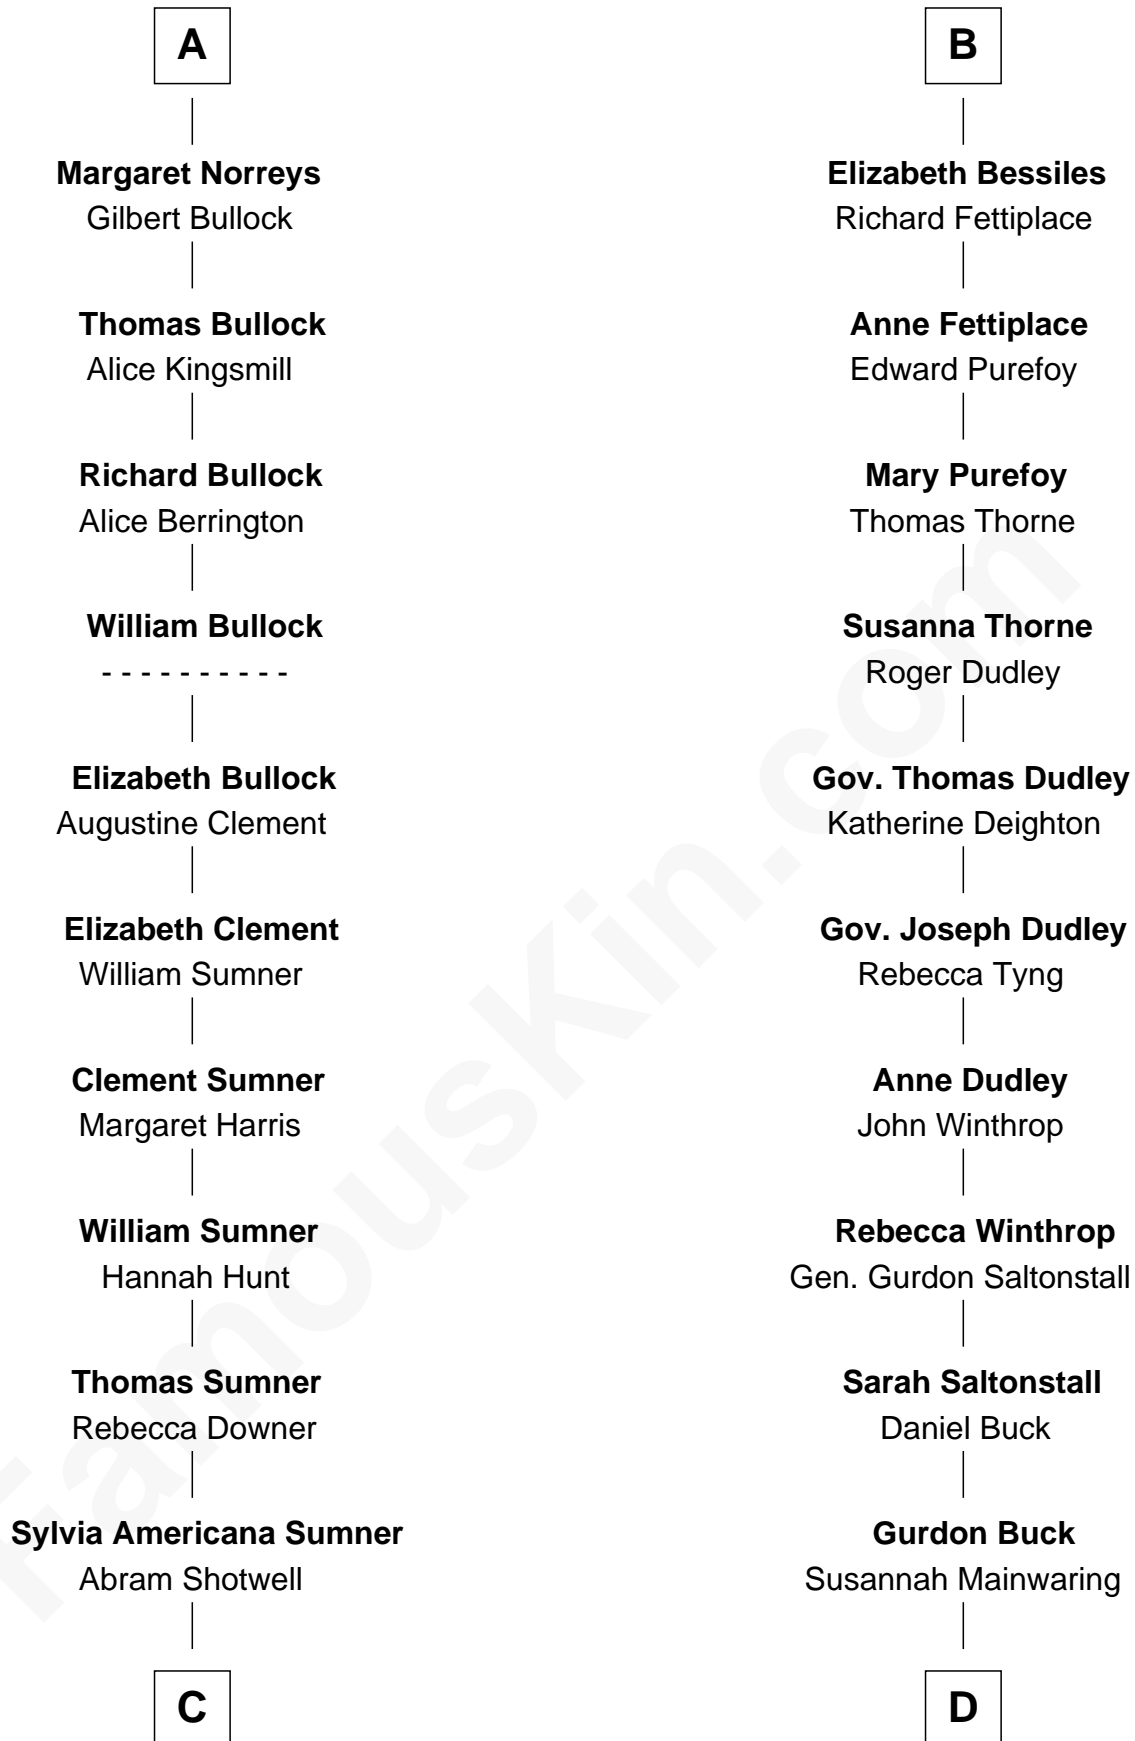 A
Margaret Norreys
Gilbert Bullock
Thomas Bullock
Alice Kingsmill
Richard Bullock
Alice Berrington
William Bullock
- - - - - - - - - -
Elizabeth Bullock
Augustine Clement
Elizabeth Clement
William Sumner
Clement Sumner
Margaret Harris
William Sumner
Hannah Hunt
Thomas Sumner
Rebecca Downer
Sylvia Americana Sumner
Abram Shotwell
C
B
Elizabeth Bessiles
Richard Fettiplace
Anne Fettiplace
Edward Purefoy
Mary Purefoy
Thomas Thorne
Susanna Thorne
Roger Dudley
Gov. Thomas Dudley
Katherine Deighton
Gov. Joseph Dudley
Rebecca Tyng
Anne Dudley
John Winthrop
Rebecca Winthrop
Gen. Gurdon Saltonstall
Sarah Saltonstall
Daniel Buck
Gurdon Buck
Susannah Mainwaring
D
FamousKin.com